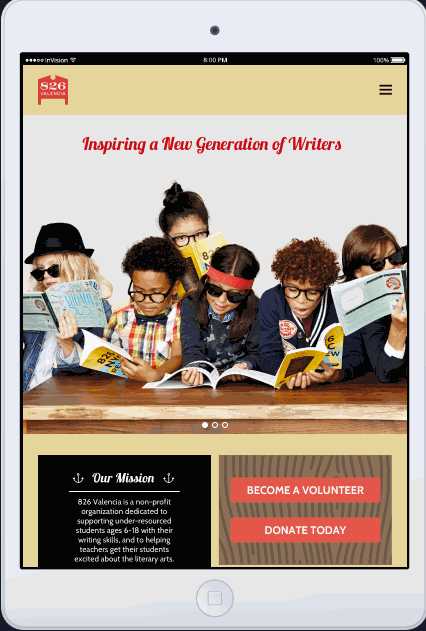 InVision
8:00 PM
100%
826
VALENCIA
Inspiring a New Generation of Writers
Our Mission
826 Valencia is a non-profit
organization dedicated to
supporting under-resourced
students ages 6-18 with their
writing skills, and to helping
teachers get their students
excited about the literary arts.
BECOME A VOLUNTEER
DONATE TODAY